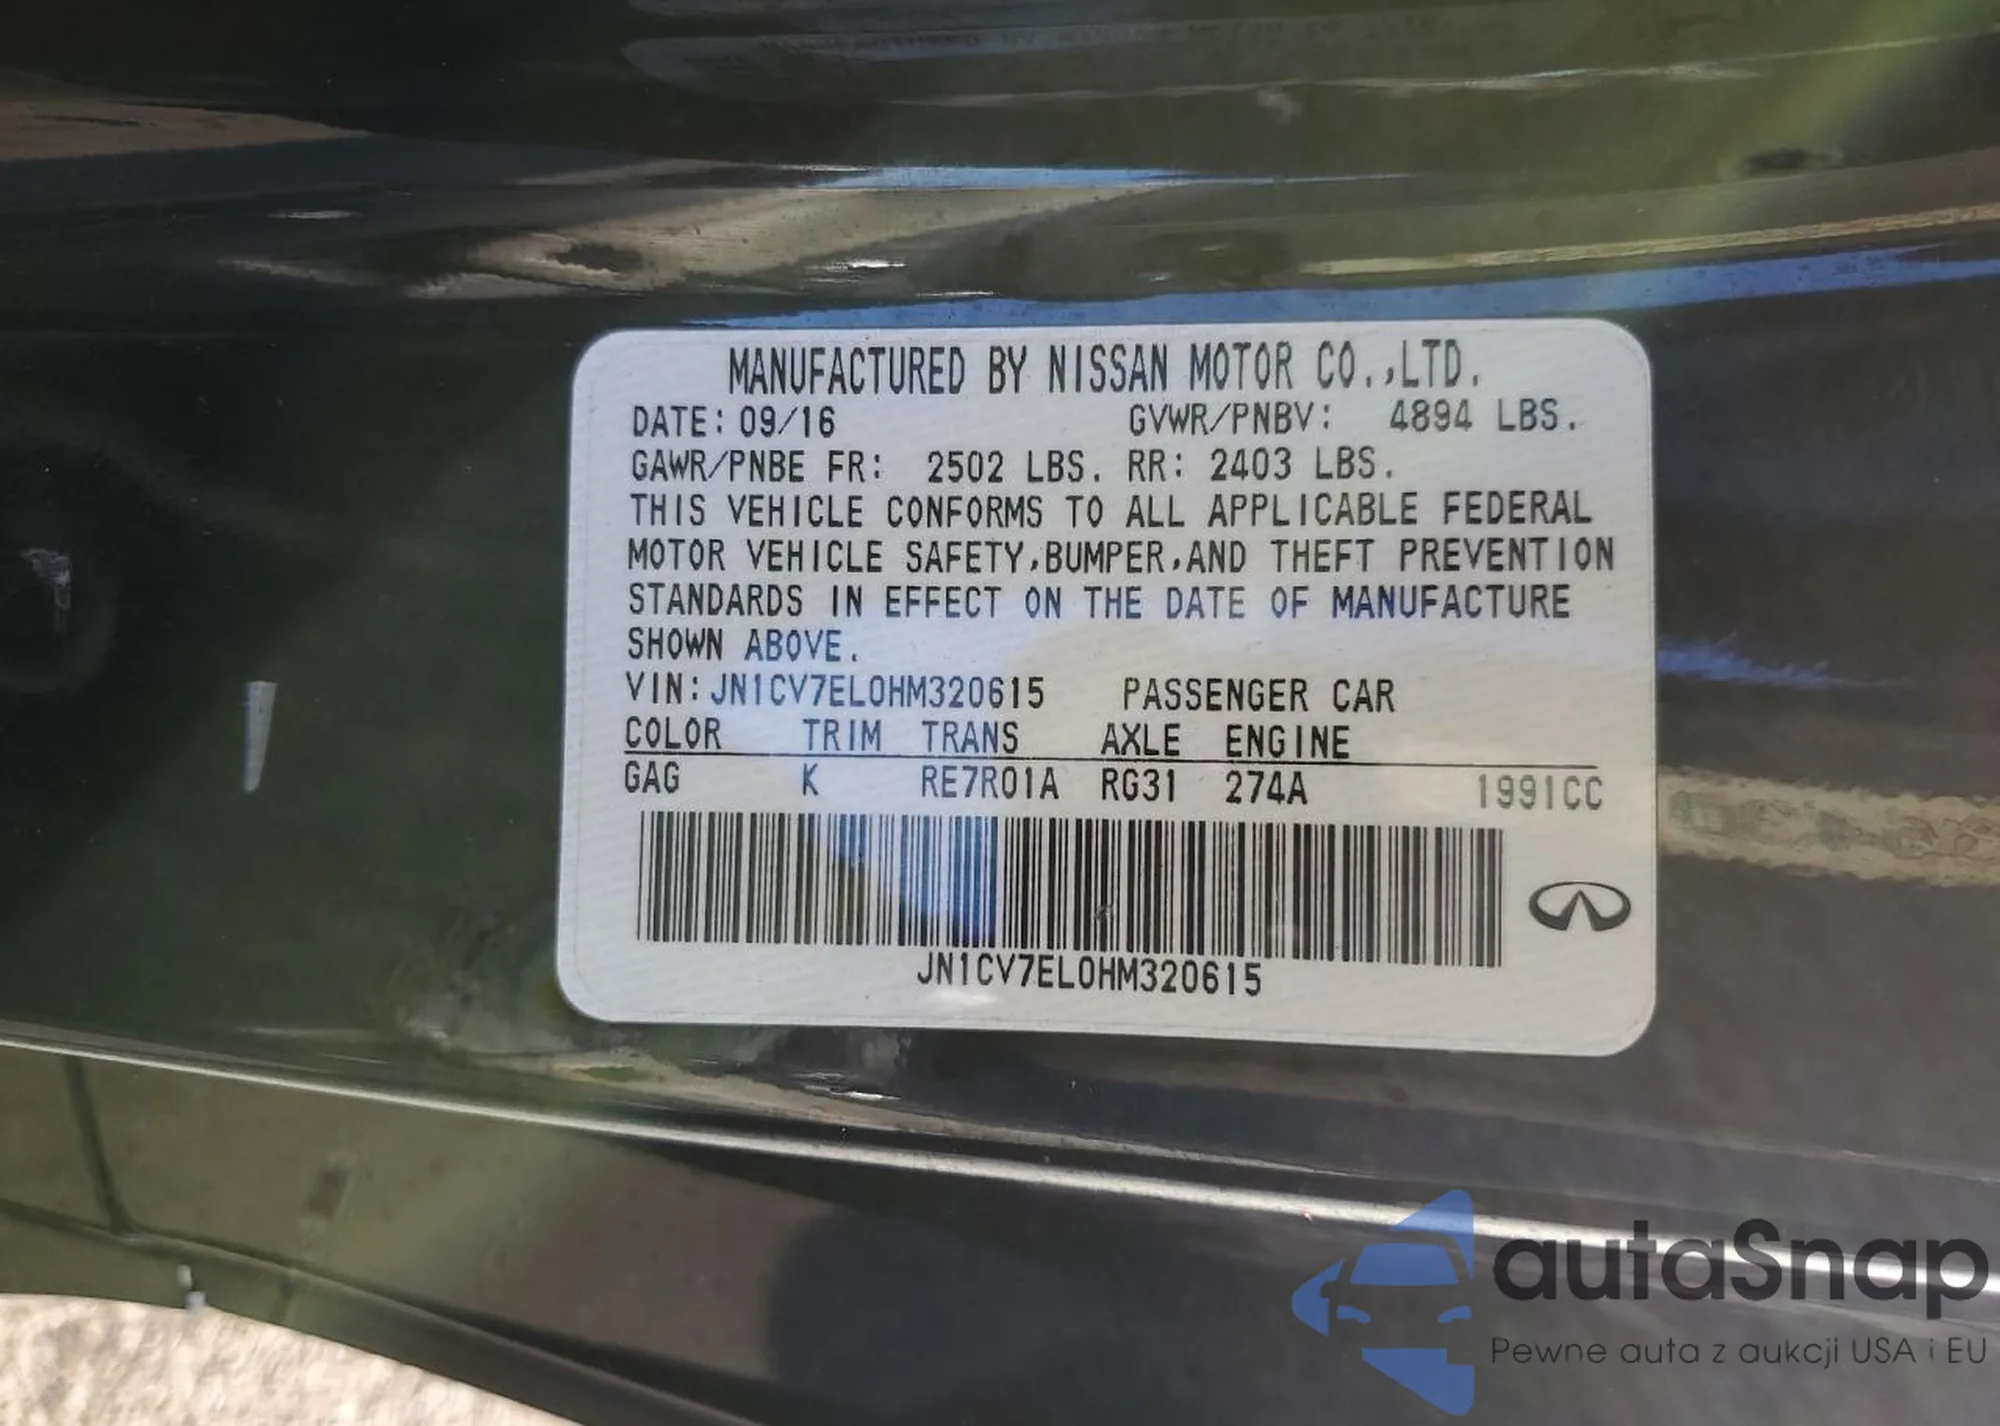 MANUFACTURED BY NISSAN MOTOR CO.,LTD.
DATE: 09/16 GVWR/PNBV: 4894 LBS.
GAWR/PNBE FR: 2502 LBS. RR: 2403 LBS.
THIS VEHICLE CONFORMS TO ALL APPLICABLE FEDERAL
MOTOR VEHICLE SAFETY,BUMPER,AND THEFT PREVENTION
STANDARDS IN EFFECT ON THE DATE OF MANUFACTURE
SHOWN ABOVE.
VIN: JN1CV7EL0HM320615 PASSENGER CAR
COLOR TRIM TRANS AXLE ENGINE
GAG K RE7R01A RG31 274A 1991CC
JN1CV7EL0HM320615
autaSnap
Pewne auta z aukcji USA i EU